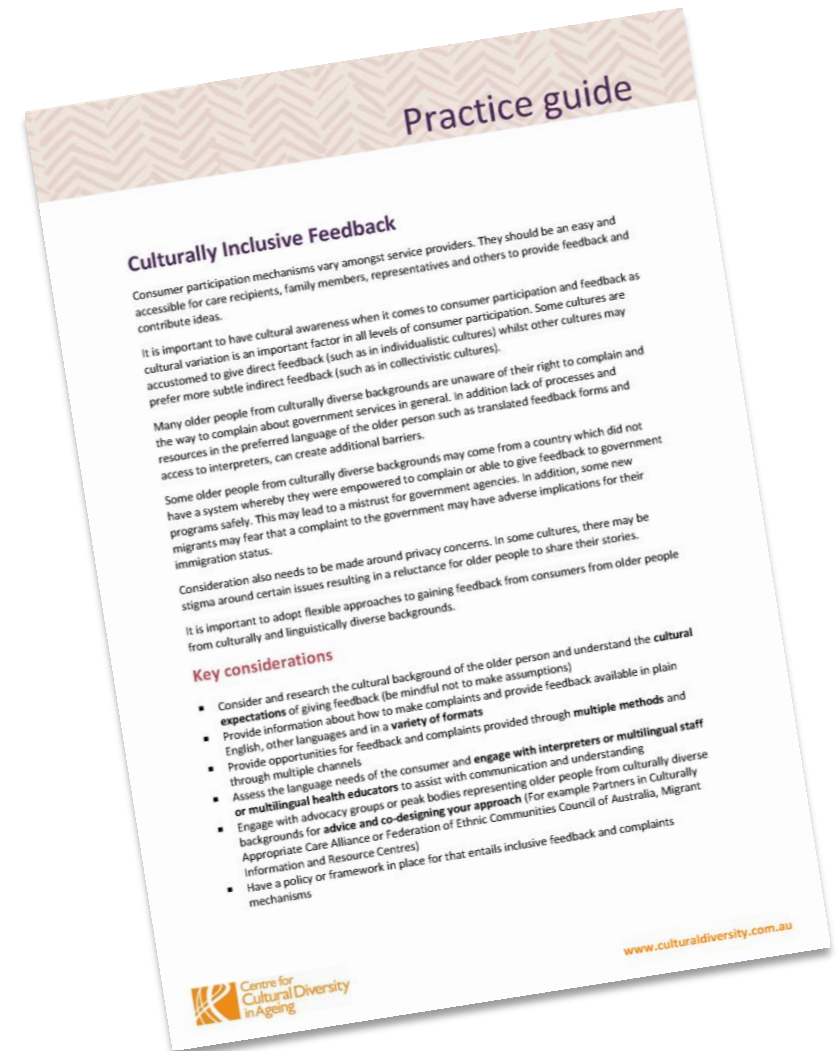 Practice guide
Culturally Inclusive Feedback
Consumer participation mechanisms vary amongst service providers. They should be an easy and
accessible for care recipients, family members, representatives and others to provide feedback and
contribute ideas.
It is important to have cultural awareness when it comes to consumer participation and feedback as
cultural variation is an important factor in all levels of consumer participation. Some cultures are
accustomed to give direct feedback (such as in individualistic cultures) whilst other cultures may
prefer more subtle indirect feedback (such as in collectivistic cultures).
Many older people from culturally diverse backgrounds are unaware of their right to complain and
the way to complain about government services in general. In addition lack of processes and
resources in the preferred language of the older person such as translated feedback forms and
access to interpreters, can create additional barriers.
Some older people from culturally diverse backgrounds may come from a country which did not
have a system whereby they were empowered to complain or able to give feedback to government
programs safely. This may lead to a mistrust for government agencies. In addition, some new
migrants may fear that a complaint to the government may have adverse implications for their
immigration status.
Consideration also needs to be made around privacy concerns. In some cultures, there may be
stigma around certain issues resulting in a reluctance for older people to share their stories.
It is important to adopt flexible approaches to gaining feedback from consumers from older people
from culturally and linguistically diverse backgrounds.
Key considerations
▪ Consider and research the cultural background of the older person and understand the cultural
expectations of giving feedback (be mindful not to make assumptions)
▪ Provide information about how to make complaints and provide feedback available in plain
English, other languages and in a variety of formats
▪ Provide opportunities for feedback and complaints provided through multiple methods and
through multiple channels
▪ Assess the language needs of the consumer and engage with interpreters or multilingual staff
or multilingual health educators to assist with communication and understanding
▪ Engage with advocacy groups or peak bodies representing older people from culturally diverse
backgrounds for advice and co-designing your approach (For example Partners in Culturally
Appropriate Care Alliance or Federation of Ethnic Communities Council of Australia, Migrant
Information and Resource Centres)
▪ Have a policy or framework in place for that entails inclusive feedback and complaints
mechanisms
www.culturaldiversity.com.au
Centre for
Cultural Diversity
in Ageing